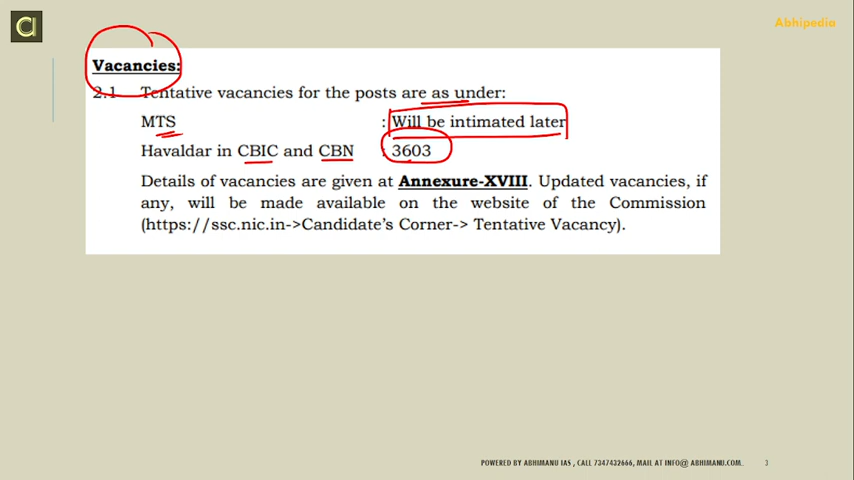 Abhipedia
Vacancies:
2.1 Tentative vacancies for the posts are as under:
MTS : Will be intimated later
Havaldar in CBIC and CBN : 3603
Details of vacancies are given at Annexure-XVIII. Updated vacancies, if
any, will be made available on the website of the Commission
(https://ssc.nic.in->Candidate's Corner-> Tentative Vacancy).
POWERED BY ABHIMANU IAS , CALL 7347432666, MAIL AT INFO@ ABHIMANU.COM. 3